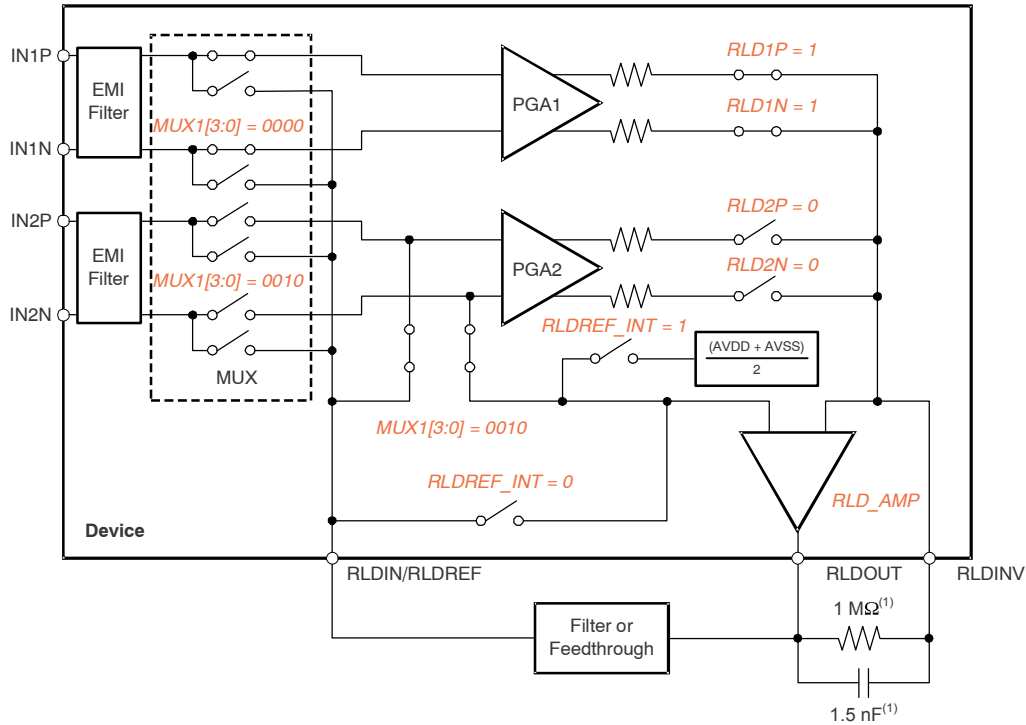 IN1P
EMI
Filter
IN1N
MUX1[3:0] = 0000
PGA1
RLD1P = 1
RLD1N = 1
IN2P
EMI
Filter
IN2N
MUX1[3:0] = 0010
MUX
PGA2
RLD2P = 0
RLD2N = 0
RLDREF_INT = 1
(AVDD + AVSS)
2
MUX1[3:0] = 0010
RLDREF_INT = 0
RLD_AMP
Device
RLDIN/RLDREF
RLDOUT
RLDINV
Filter or
Feedthrough
1 MΩ(1)
1.5 nF(1)